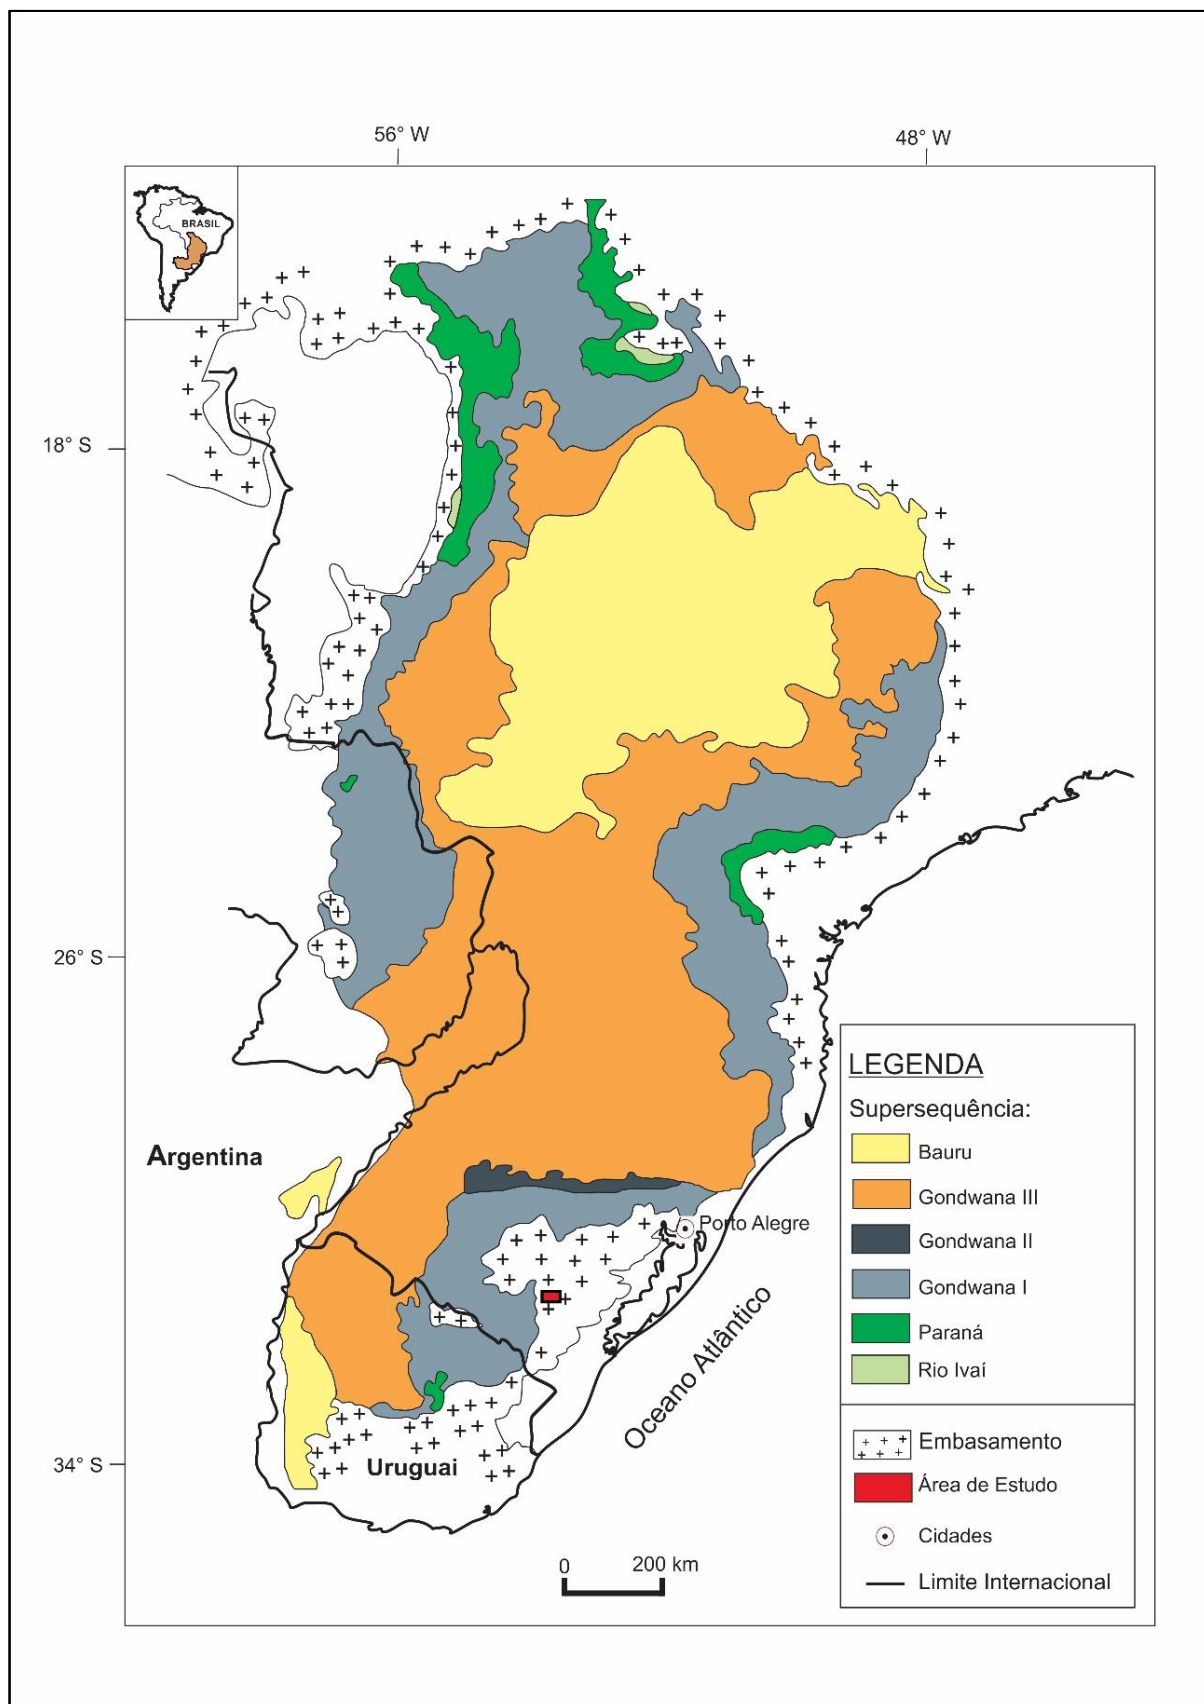 56° W
48° W
BRASIL
18° S
26° S
34° S
Argentina
Porto Alegre
Oceano Atlântico
Uruguai
0
200 km
LEGENDA
Supersequência:
Bauru
Gondwana III
Gondwana II
Gondwana I
Paraná
Rio Ivaí
Embasamento
Área de Estudo
Cidades
Limite Internacional